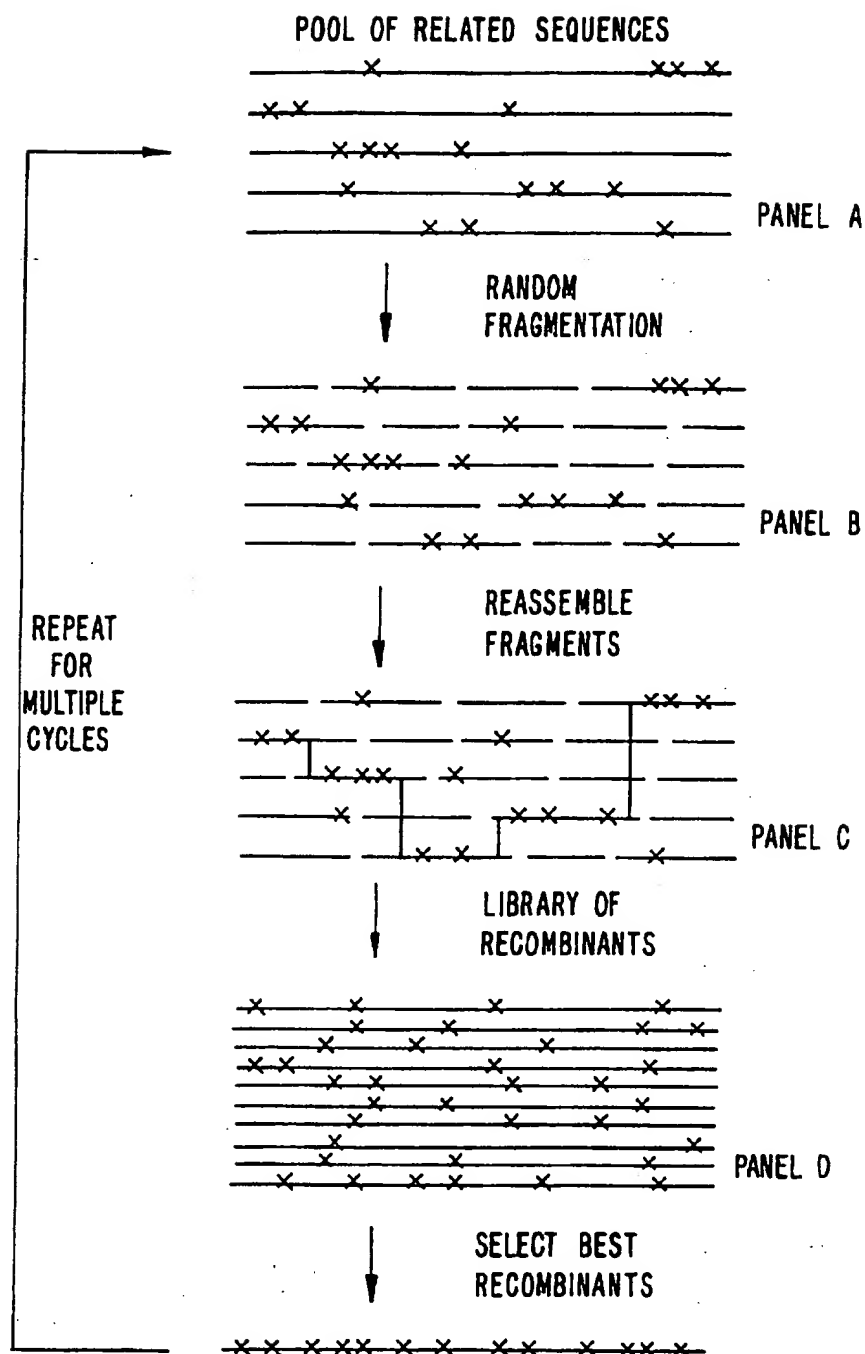 POOL OF RELATED SEQUENCES
PANEL A
RANDOM
FRAGMENTATION
PANEL B
REASSEMBLE
FRAGMENTS
REPEAT
FOR
MULTIPLE
CYCLES
PANEL C
LIBRARY OF
RECOMBINANTS
PANEL D
SELECT BEST
RECOMBINANTS